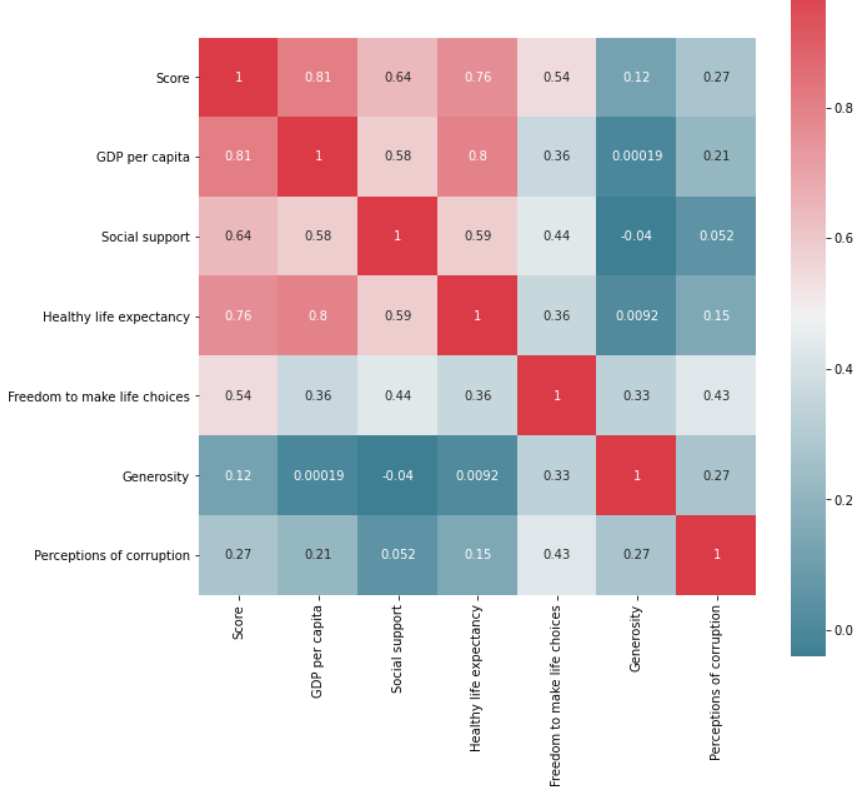 Score 1 0.81 0.64 0.76 0.54 0.12 0.27
GDP per capita 0.81 1 0.58 0.8 0.36 0.00019 0.21
Social support 0.64 0.58 1 0.59 0.44 -0.04 0.052
Healthy life expectancy 0.76 0.8 0.59 1 0.36 0.0092 0.15
Freedom to make life choices 0.54 0.36 0.44 0.36 1 0.33 0.43
Generosity 0.12 0.00019 -0.04 0.0092 0.33 1 0.27
Perceptions of corruption 0.27 0.21 0.052 0.15 0.43 0.27 1
Score
GDP per capita
Social support
Healthy life expectancy
Freedom to make life choices
Generosity
Perceptions of corruption
0.8
0.6
0.4
0.2
0.0